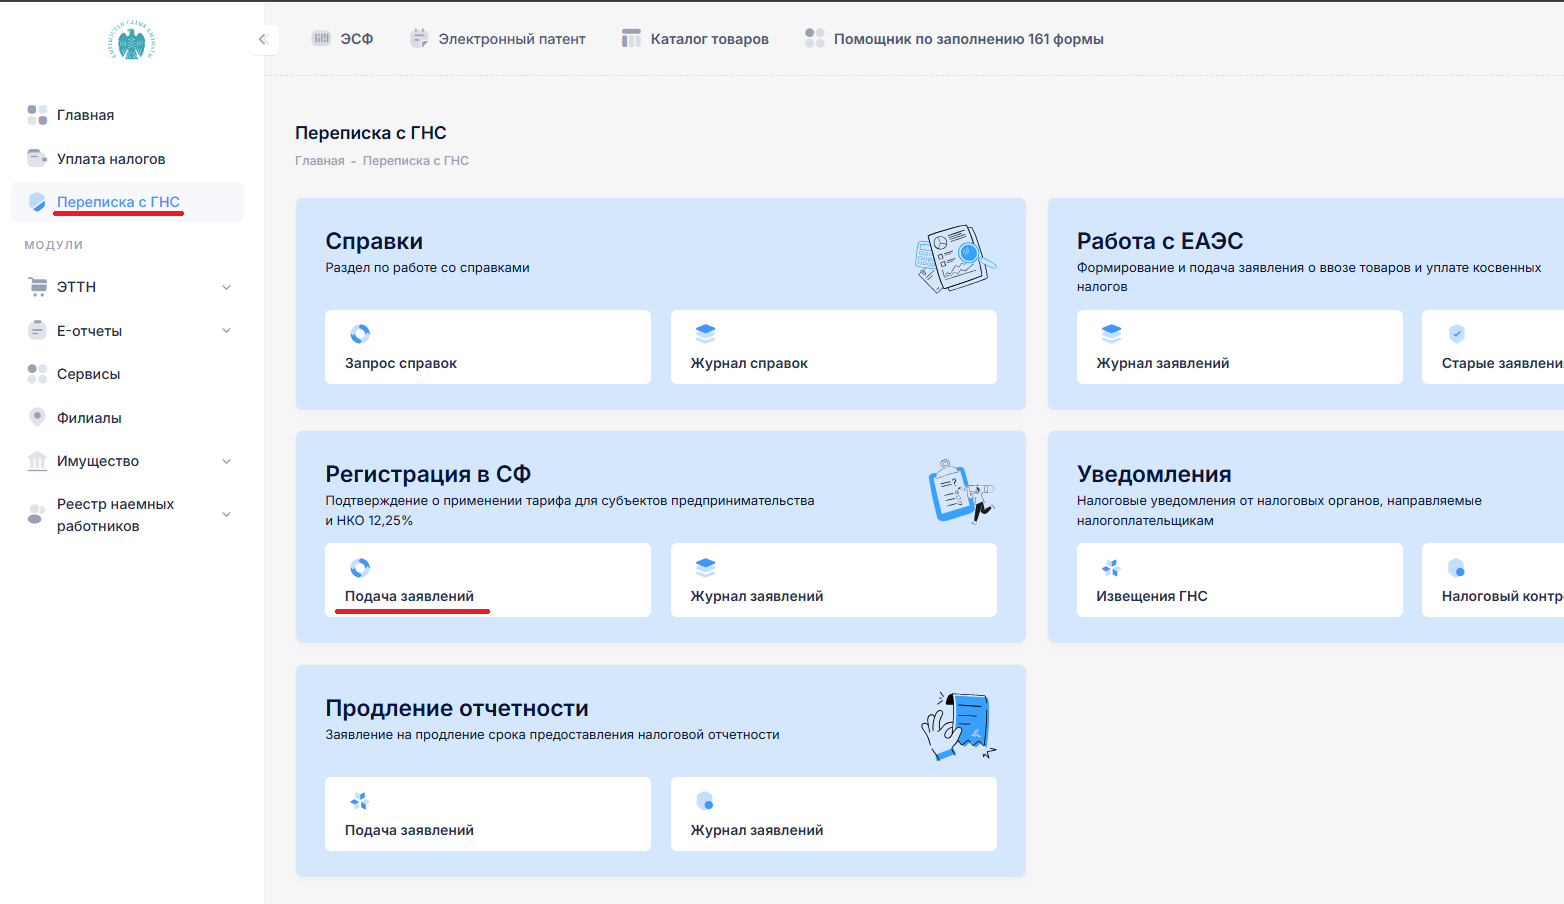 ЭСФ
Электронный патент
Каталог товаров
Помощник по заполнению 161 формы
Главная
Уплата налогов
Переписка с ГНС
МОДУЛИ
ЭТТН
Е-отчеты
Сервисы
Филиалы
Имущество
Реестр наемных
работников
Переписка с ГНС
Главная - Переписка с ГНС
Справки
Раздел по работе со справками
Запрос справок
Журнал справок
Работа с ЕАЭС
Формирование и подача заявления о ввозе товаров и уплате косвенных
налогов
Журнал заявлений
Старые заявлени
Регистрация в СФ
Подтверждение о применении тарифа для субъектов предпринимательства
и НКО 12,25%
Подача заявлений
Журнал заявлений
Уведомления
Налоговые уведомления от налоговых органов, направляемые
налогоплательщикам
Извещения ГНС
Налоговый контр
Продление отчетности
Заявление на продление срока предоставления налоговой отчетности
Подача заявлений
Журнал заявлений